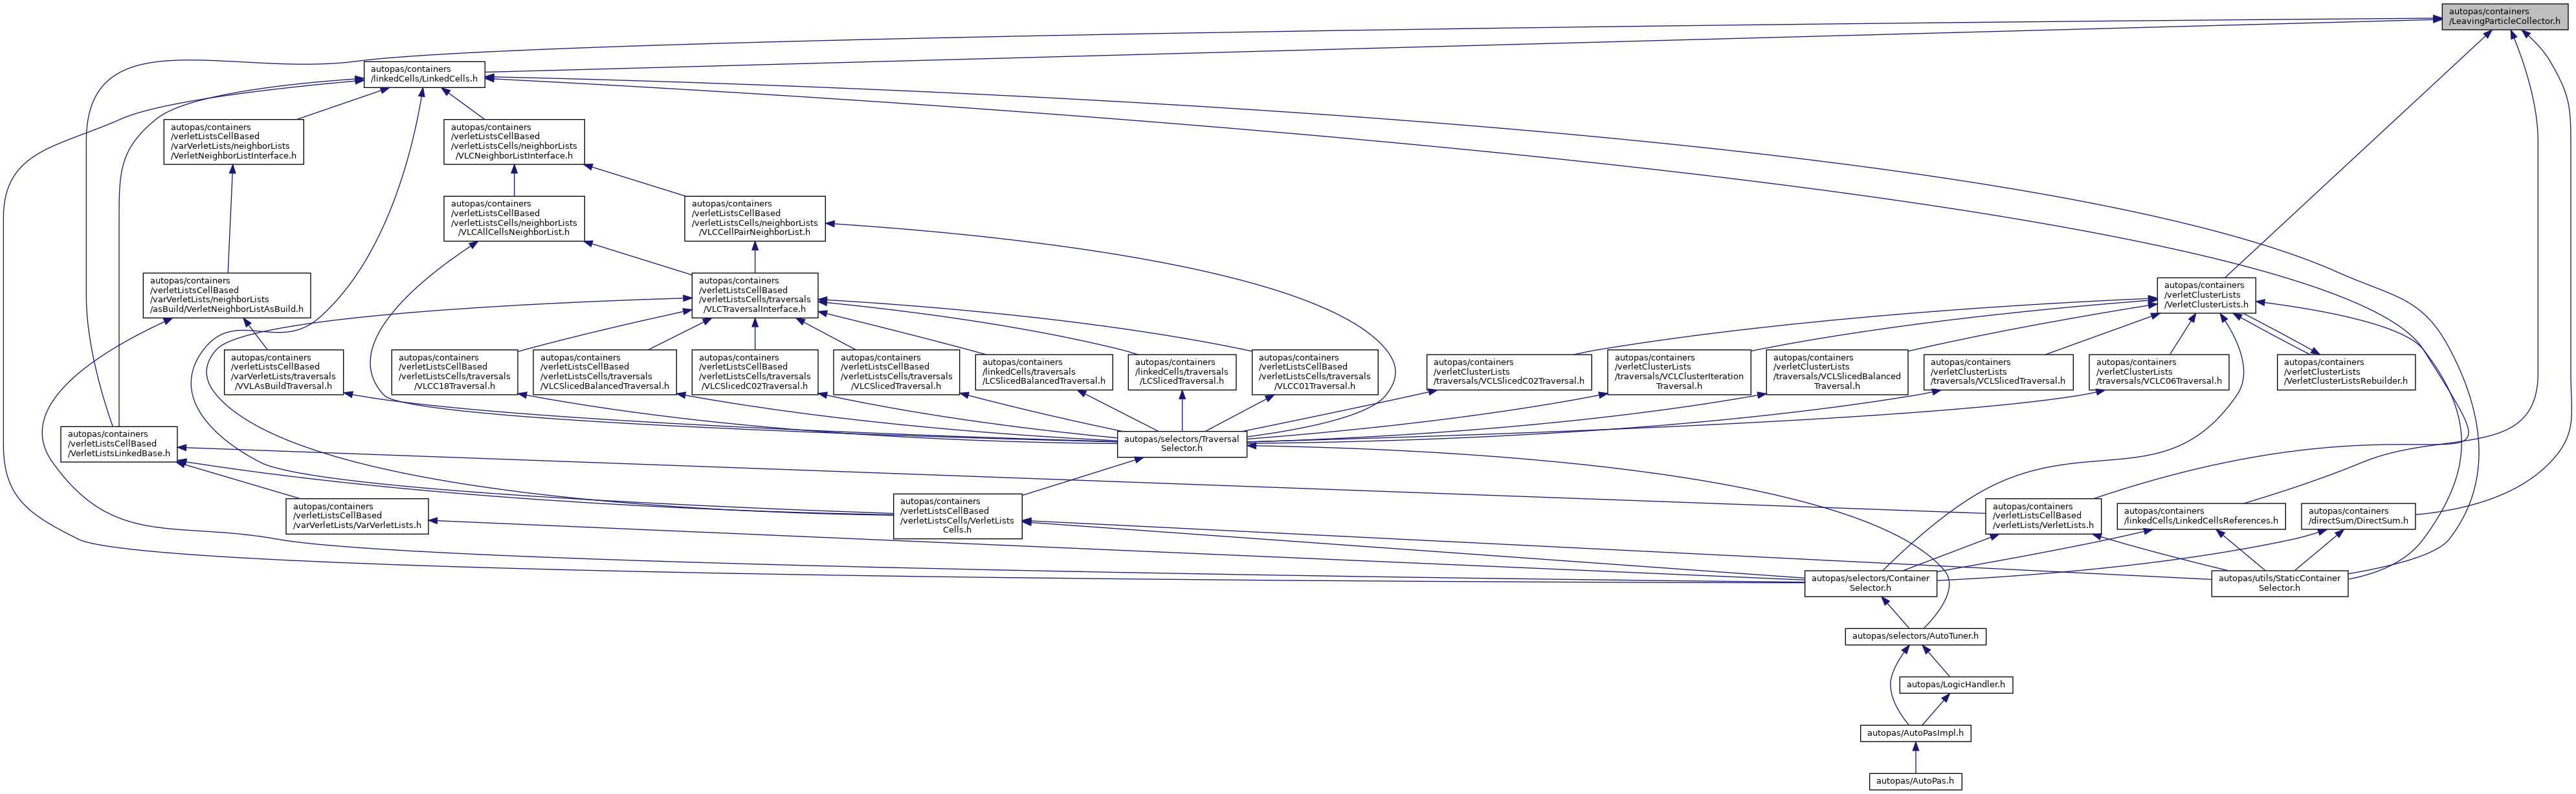 autopas/containers
/LeavingParticleCollector.h
autopas/containers
/linkedCells/LinkedCells.h
autopas/containers
/verletListsCellBased
/varVerletLists/neighborLists
/VerletNeighborListInterface.h
autopas/containers
/verletListsCellBased
/verletListsCells/neighborLists
/VLCNeighborListInterface.h
autopas/containers
/verletListsCellBased
/verletListsCells/neighborLists
/VLCAllCellsNeighborList.h
autopas/containers
/verletListsCellBased
/verletListsCells/neighborLists
/VLCCellPairNeighborList.h
autopas/containers
/verletListsCellBased
/varVerletLists/neighborLists
/asBuild/VerletNeighborListAsBuild.h
autopas/containers
/verletListsCellBased
/verletListsCells/traversals
/VLCTraversalInterface.h
autopas/containers
/verletClusterLists
/VerletClusterLists.h
autopas/containers
/verletListsCellBased
/varVerletLists/traversals
/VVLAsBuildTraversal.h
autopas/containers
/verletListsCellBased
/verletListsCells/traversals
/VLCC18Traversal.h
autopas/containers
/verletListsCellBased
/verletListsCells/traversals
/VLCSlicedBalancedTraversal.h
autopas/containers
/verletListsCellBased
/verletListsCells/traversals
/VLCSlicedC02Traversal.h
autopas/containers
/verletListsCellBased
/verletListsCells/traversals
/VLCSlicedTraversal.h
autopas/containers
/linkedCells/traversals
/LCSlicedBalancedTraversal.h
autopas/containers
/linkedCells/traversals
/LCSlicedTraversal.h
autopas/containers
/verletListsCellBased
/verletListsCells/traversals
/VLCC01Traversal.h
autopas/containers
/verletClusterLists
/traversals/VCLSlicedC02Traversal.h
autopas/containers
/verletClusterLists
/traversals/VCLClusterIteration
Traversal.h
autopas/containers
/verletClusterLists
/traversals/VCLSlicedBalanced
Traversal.h
autopas/containers
/verletClusterLists
/traversals/VCLSlicedTraversal.h
autopas/containers
/verletClusterLists
/traversals/VCLC06Traversal.h
autopas/containers
/verletClusterLists
/VerletClusterListsRebuilder.h
autopas/containers
/verletListsCellBased
/VerletListsLinkedBase.h
autopas/selectors/Traversal
Selector.h
autopas/containers
/verletListsCellBased
/varVerletLists/VarVerletLists.h
autopas/containers
/verletListsCellBased
/verletListsCells/VerletLists
Cells.h
autopas/containers
/verletListsCellBased
/verletLists/VerletLists.h
autopas/containers
/linkedCells/LinkedCellsReferences.h
autopas/containers
/directSum/DirectSum.h
autopas/selectors/Container
Selector.h
autopas/utils/StaticContainer
Selector.h
autopas/selectors/AutoTuner.h
autopas/LogicHandler.h
autopas/AutoPasImpl.h
autopas/AutoPas.h